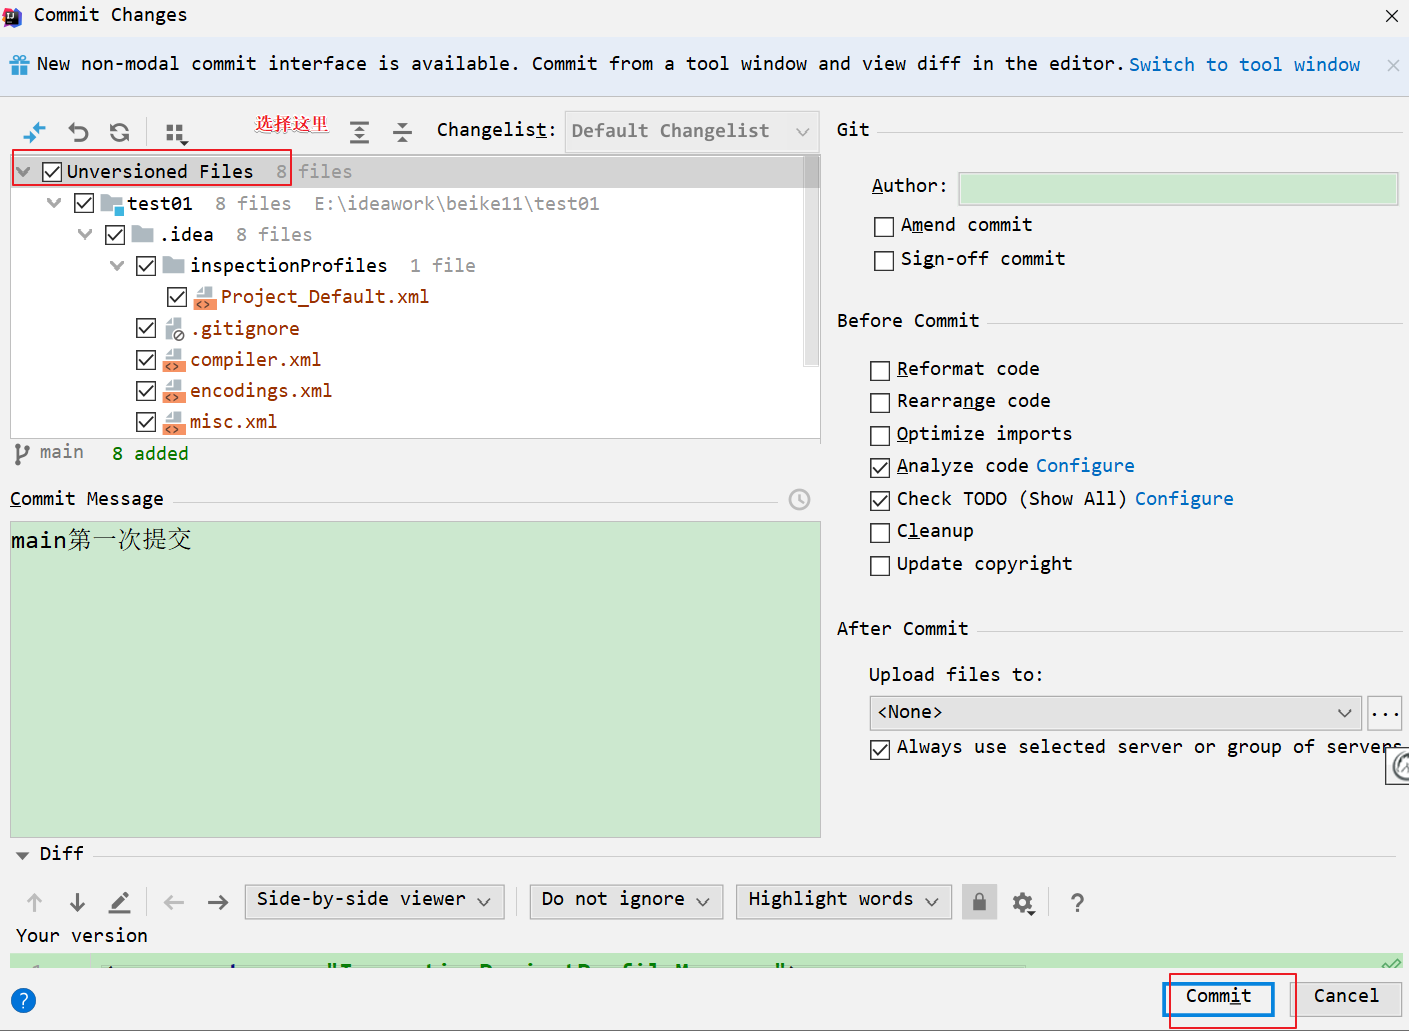 Commit Changes
New non-modal commit interface is available. Commit from a tool window and view diff in the editor. Switch to tool window
选择这里
Changelist: Default Changelist
Unversioned Files 8 files
test01 8 files E:\ideawork\beike11\test01
.idea 8 files
inspectionProfiles 1 file
Project_Default.xml
.gitignore
compiler.xml
encodings.xml
misc.xml
main 8 added
Commit Message
main第一次提交
Git
Author:
Amend commit
Sign-off commit
Before Commit
Reformat code
Rearrange code
Optimize imports
Analyze code Configure
Check TODO (Show All) Configure
Cleanup
Update copyright
After Commit
Upload files to:
<None>
...
Always use selected server or group of servers
Diff
Side-by-side viewer
Do not ignore
Highlight words
?
Your version
?
Commit
Cancel